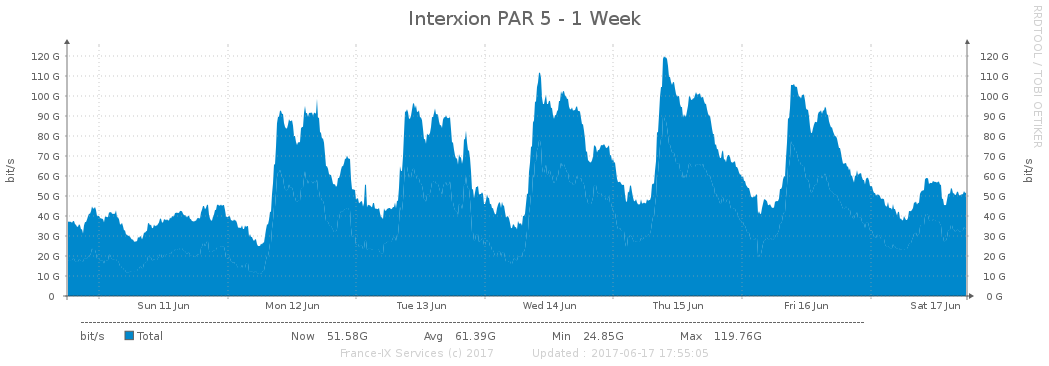 Interxion PAR 5 - 1 Week
RRDTOOL / TOBI OETIKER
bit/s
120 G
110 G
100 G
90 G
80 G
70 G
60 G
50 G
40 G
30 G
20 G
10 G
0
120 G
110 G
100 G
90 G
80 G
70 G
60 G
50 G
40 G
30 G
20 G
10 G
0 G
bit/s
Sun 11 Jun Mon 12 Jun Tue 13 Jun Wed 14 Jun Thu 15 Jun Fri 16 Jun Sat 17 Jun
bit/s Total Now 51.58G Avg 61.39G Min 24.85G Max 119.76G
France-IX Services (c) 2017 Updated : 2017-06-17 17:55:05